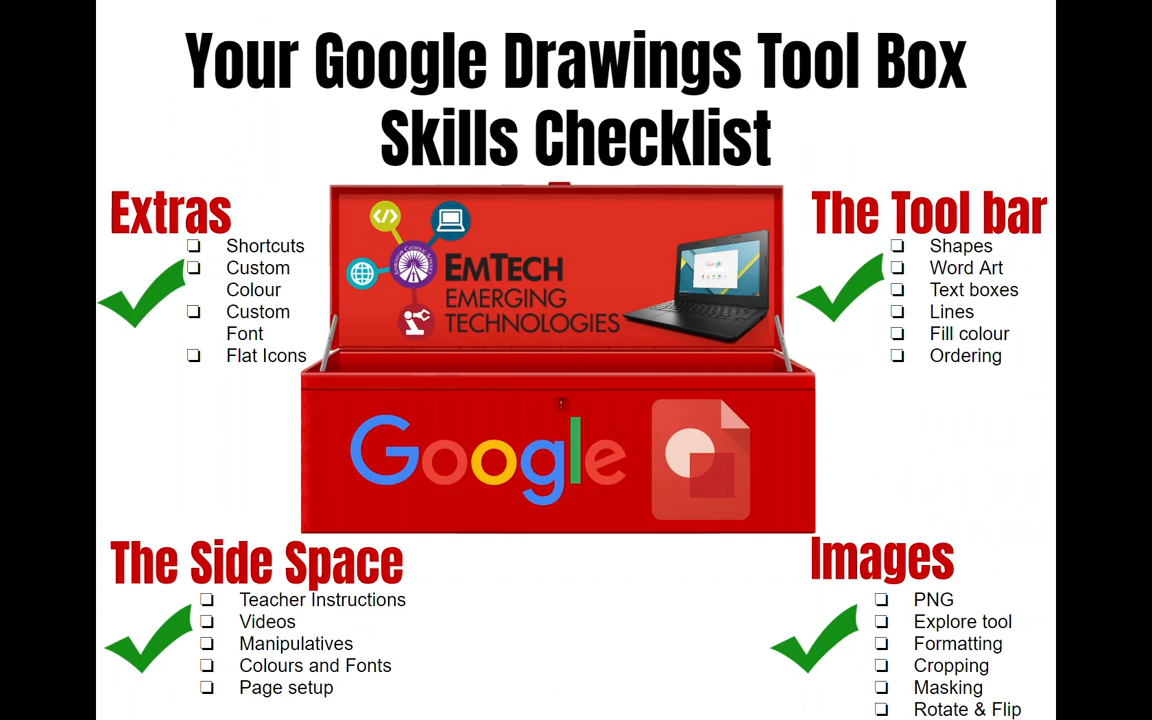 Your Google Drawings Tool Box
Skills Checklist
Extras
Shortcuts
Custom
Colour
Custom
Font
Flat Icons
The Tool bar
Shapes
Word Art
Text boxes
Lines
Fill colour
Ordering
EMTECH
EMERGING
TECHNOLOGIES
Google
Google
The Side Space
Teacher Instructions
Videos
Manipulatives
Colours and Fonts
Page setup
Images
PNG
Explore tool
Formatting
Cropping
Masking
Rotate & Flip